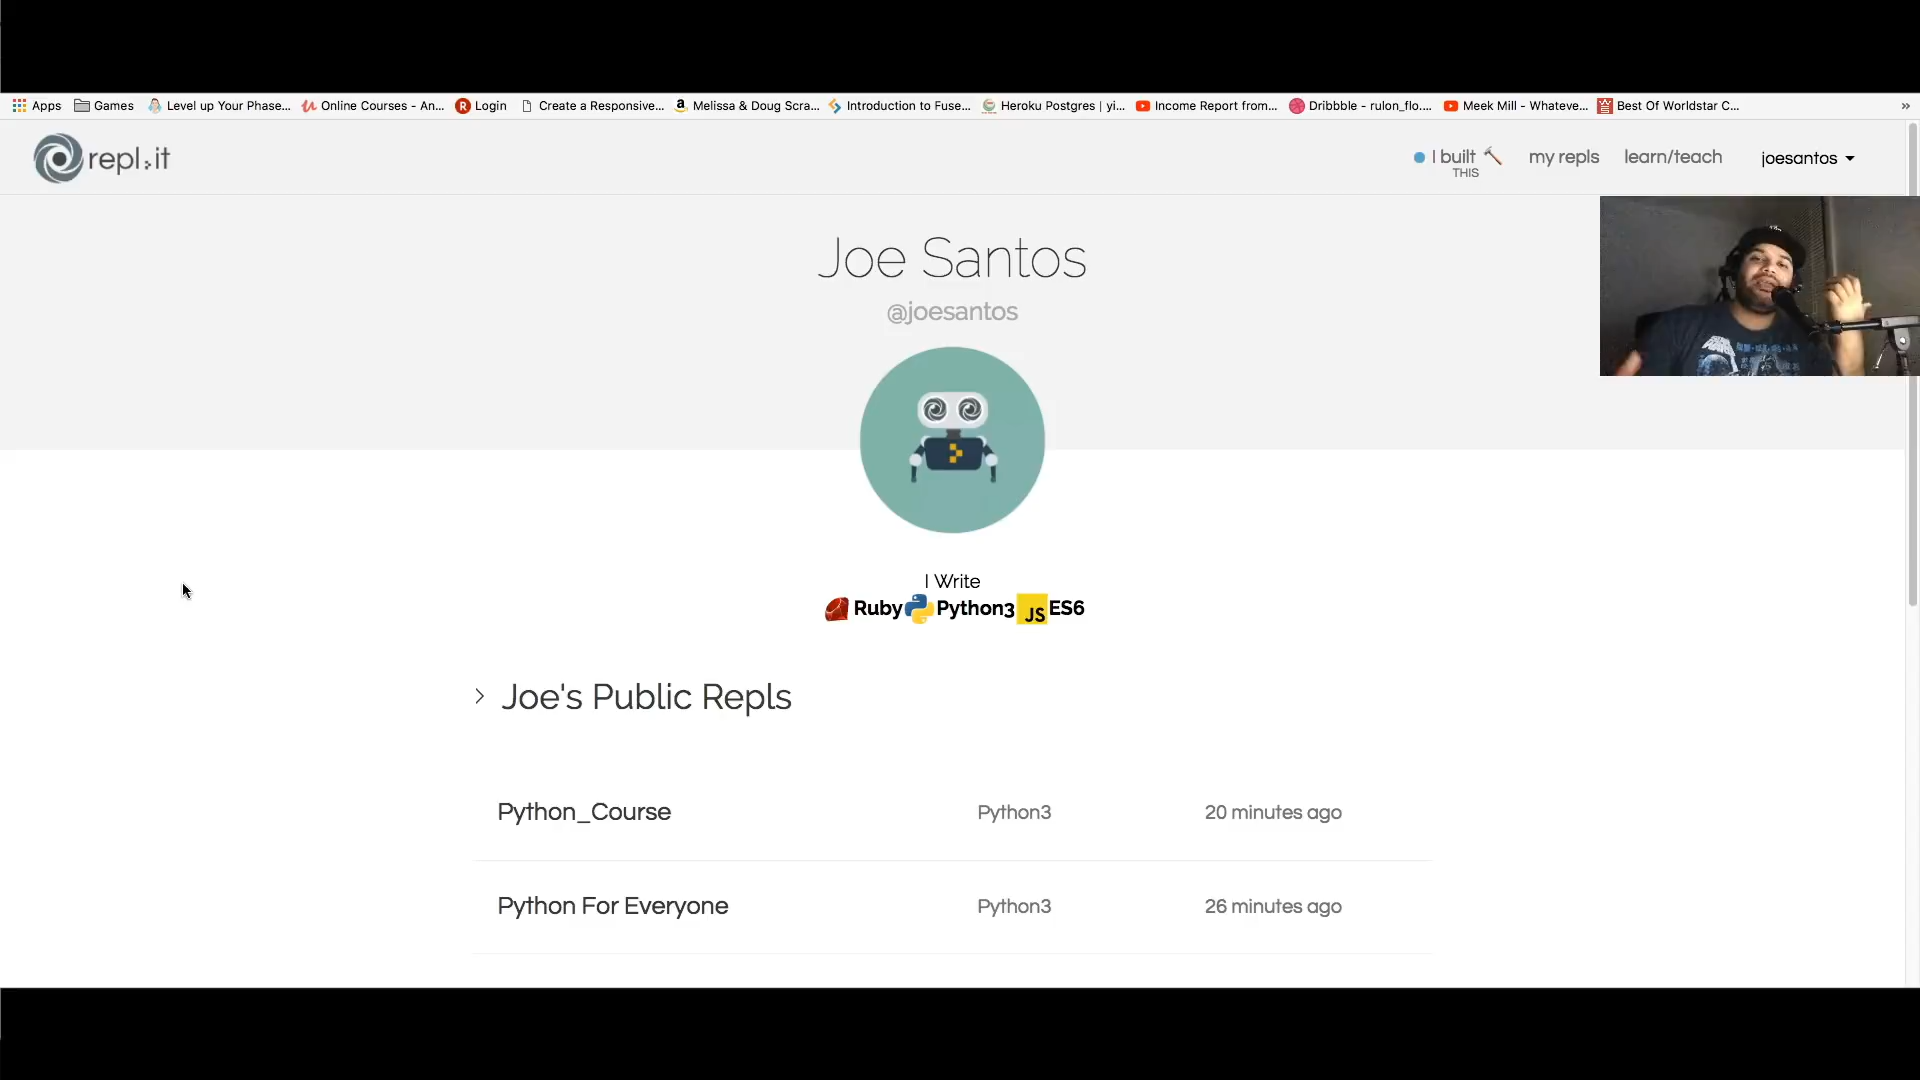 Apps Games Level up Your Phase... Online Courses - An... Login Create a Responsive... Melissa & Doug Scra... Introduction to Fuse... Heroku Postgres | yi... Income Report from... Dribbble - rulon_flo.... Meek Mill - Whateve... Best Of Worldstar C... »
repl.it
I built my repls learn/teach joesantos
THIS
Joe Santos
@joesantos
I Write
Ruby Python3 JS ES6
Joe's Public Repls
Python_Course Python3 20 minutes ago
Python For Everyone Python3 26 minutes ago